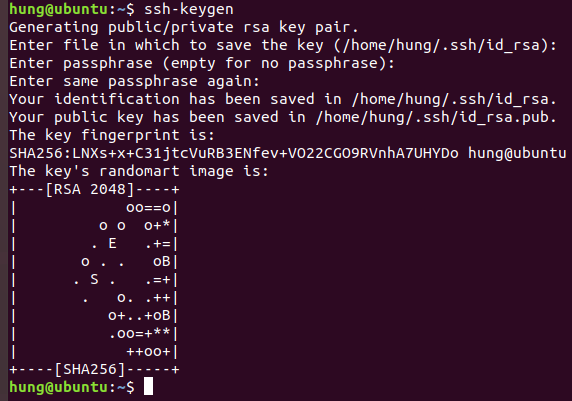 hung@ubuntu:~$ ssh-keygen
Generating public/private rsa key pair.
Enter file in which to save the key (/home/hung/.ssh/id_rsa):
Enter passphrase (empty for no passphrase):
Enter same passphrase again:
Your identification has been saved in /home/hung/.ssh/id_rsa.
Your public key has been saved in /home/hung/.ssh/id_rsa.pub.
The key fingerprint is:
SHA256:LNXs+x+C31jtcVuRB3ENfev+VO22CGO9RVnhA7UHYDo hung@ubuntu
The key's randomart image is:
+---[RSA 2048]----+
|             oo==o|
|          o o  o+*|
|         . E   .+=|
|        o . .   oB|
|       . S .   .=+|
|        .   o. .++|
|           o+..+oB|
|           .oo=+**|
|             ++oo+|
+----[SHA256]-----+
hung@ubuntu:~$